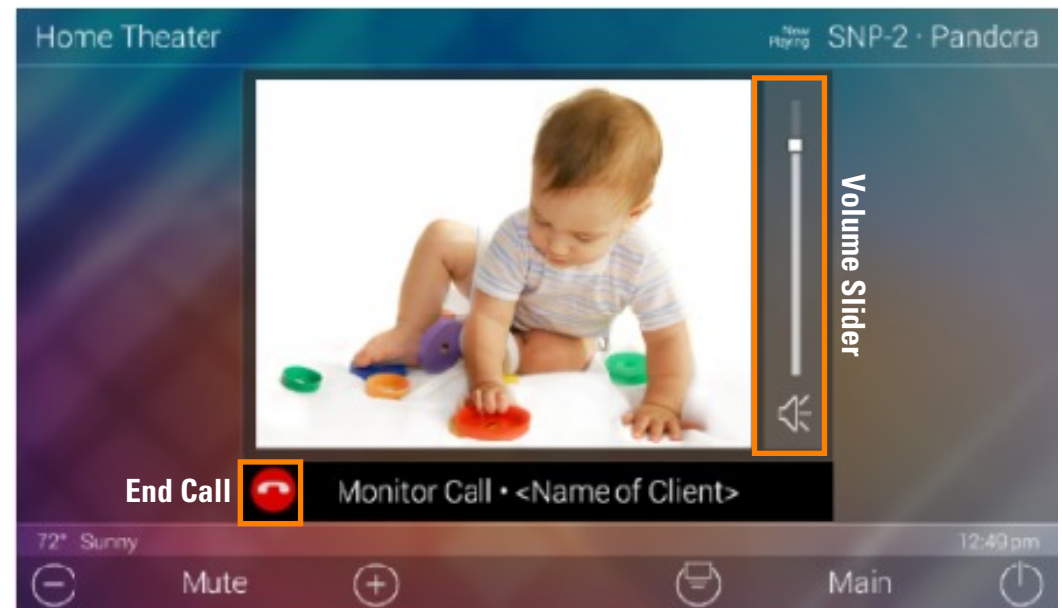 Home Theater
Now Playing SNP-2 · Pandora
Volume Slider
End Call
Monitor Call • <Name of Client>
72° Sunny
12:49 pm
Mute
Main